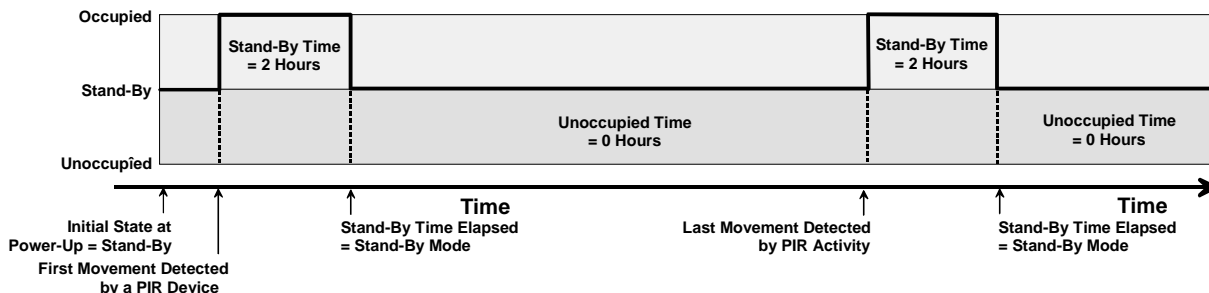 Occupied
Stand-By Time
= 2 Hours
Stand-By Time
= 2 Hours
Stand-By
Unoccupied Time
= 0 Hours
Unoccupied Time
= 0 Hours
Unoccupied
Time
Time
Initial State at
Power-Up = Stand-By
First Movement Detected
by a PIR Device
Stand-By Time Elapsed
= Stand-By Mode
Last Movement Detected
by PIR Activity
Stand-By Time Elapsed
= Stand-By Mode